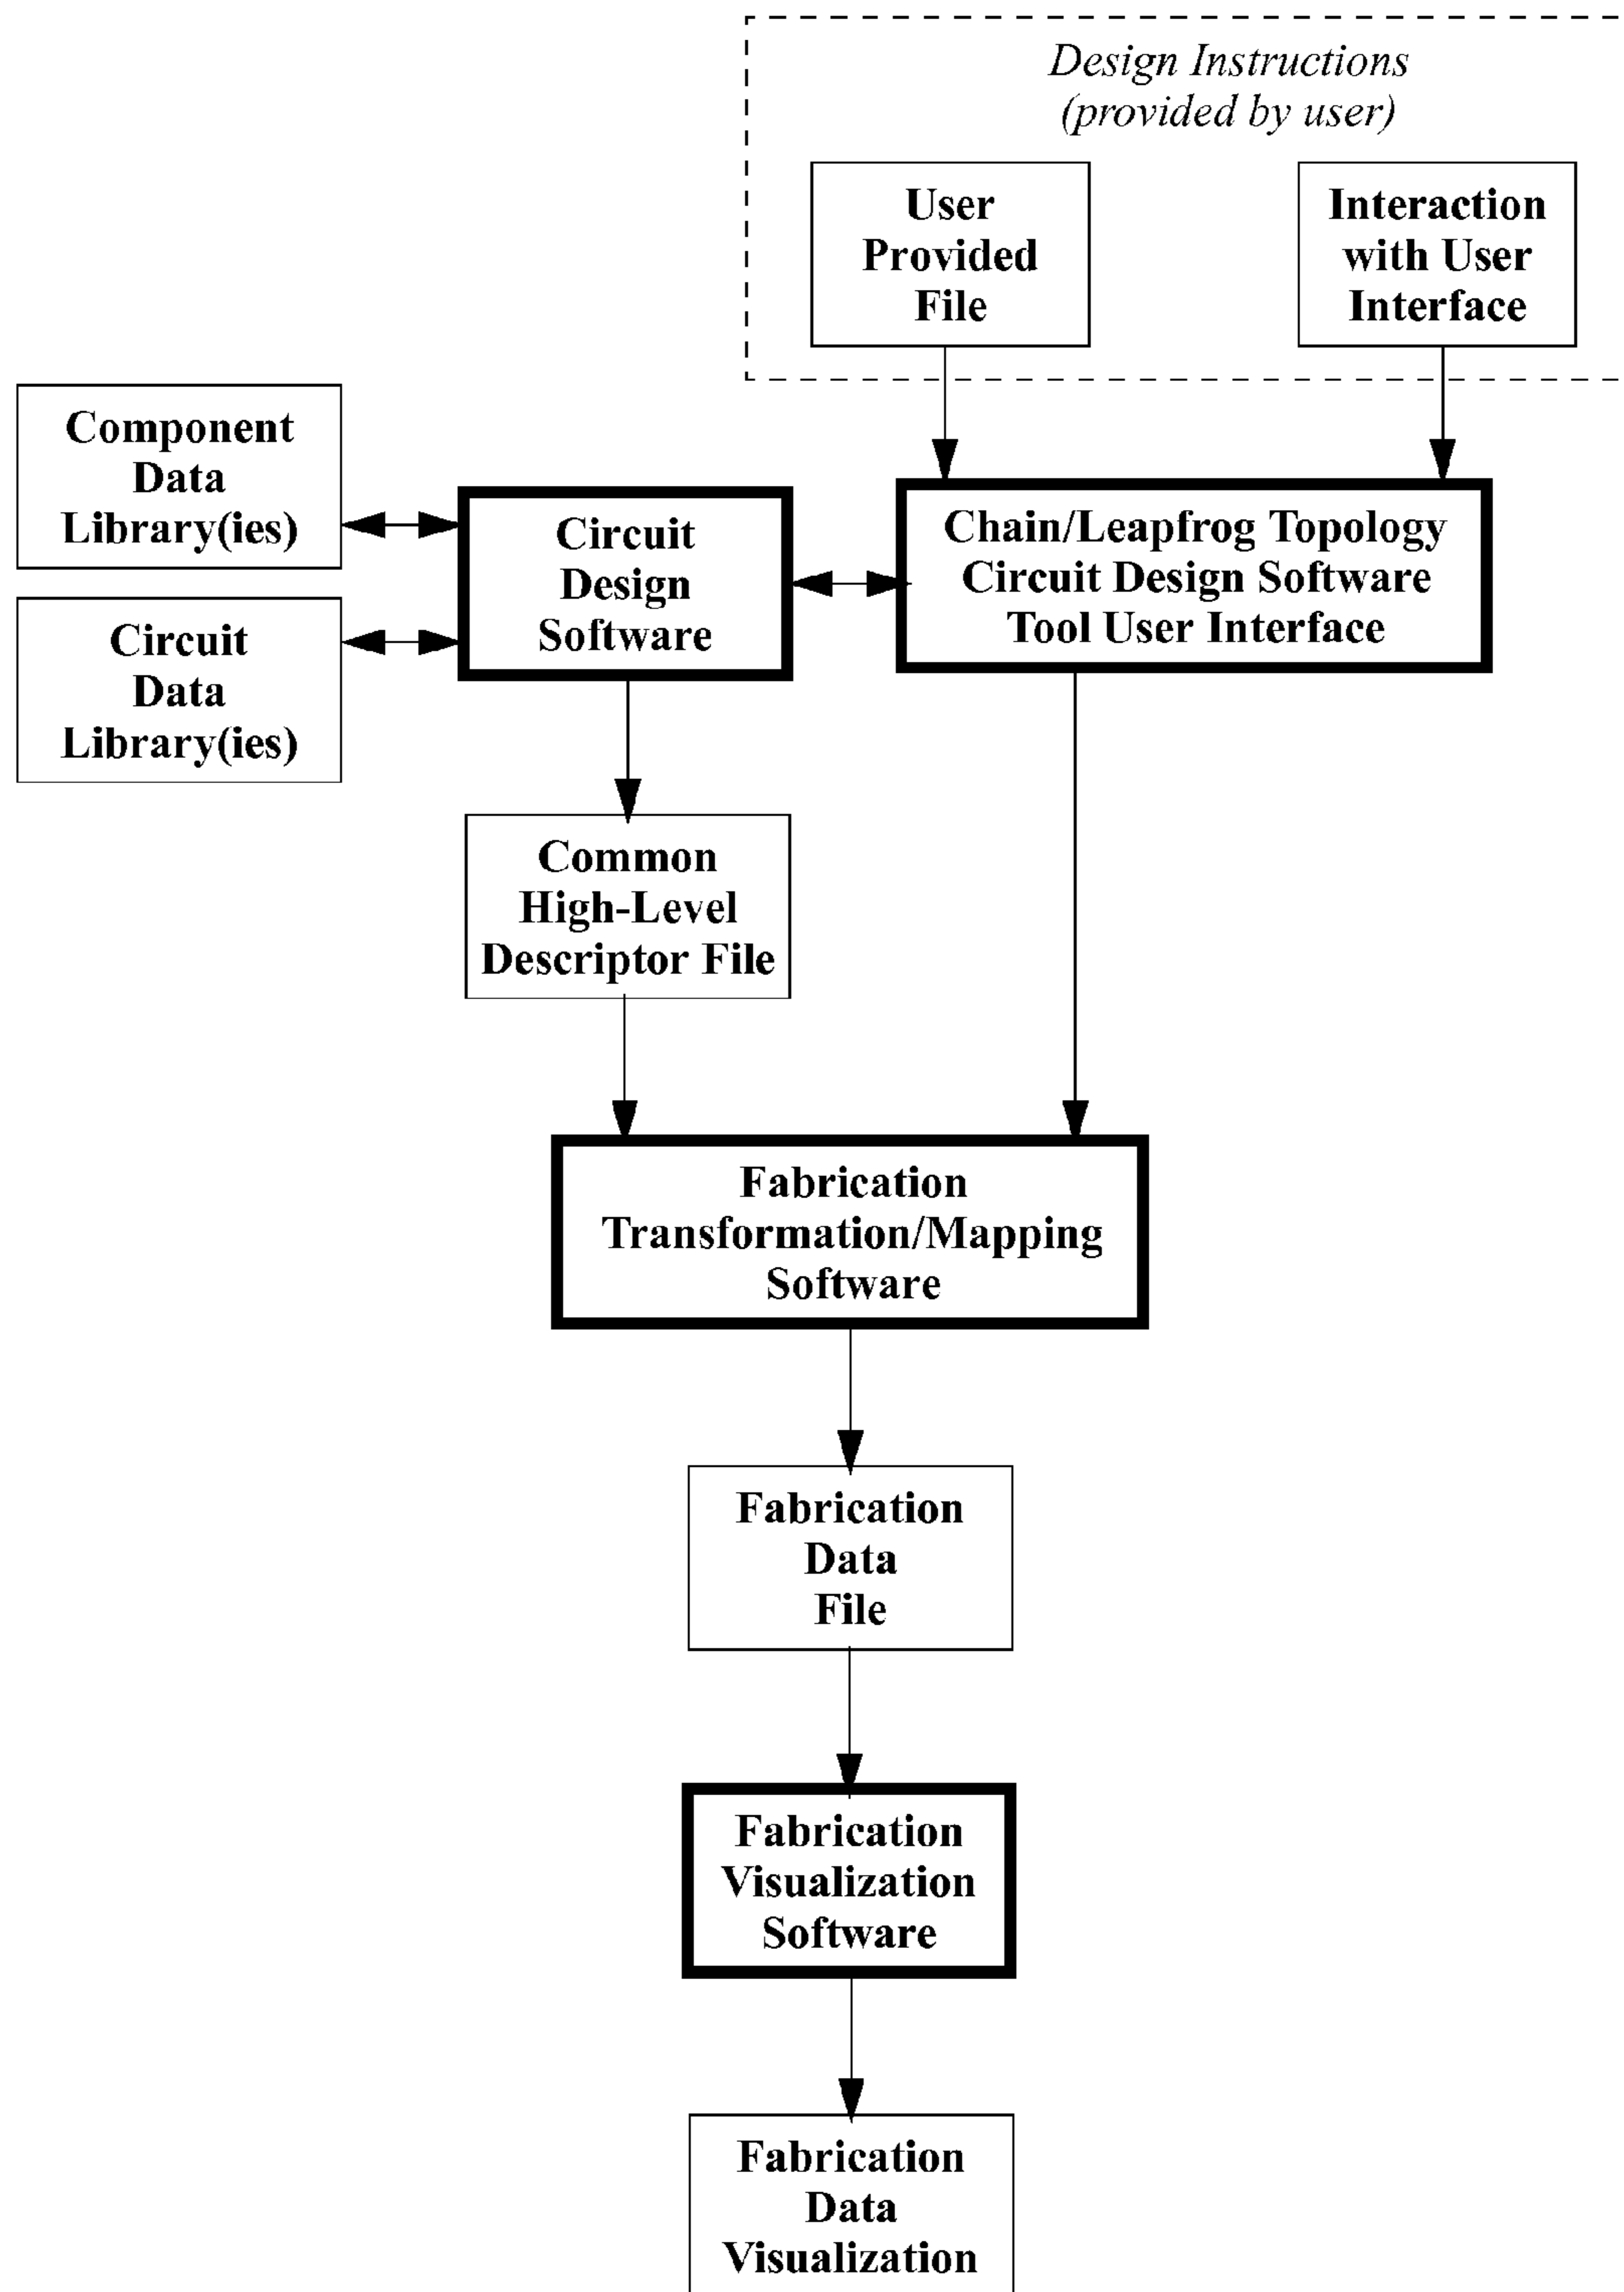 Design Instructions
(provided by user)
User
Provided
File
Interaction
with User
Interface
Component
Data
Library(ies)
Circuit
Design
Software
Chain/Leapfrog Topology
Circuit Design Software
Tool User Interface
Circuit
Data
Library(ies)
Common
High-Level
Descriptor File
Fabrication
Transformation/Mapping
Software
Fabrication
Data
File
Fabrication
Visualization
Software
Fabrication
Data
Visualization